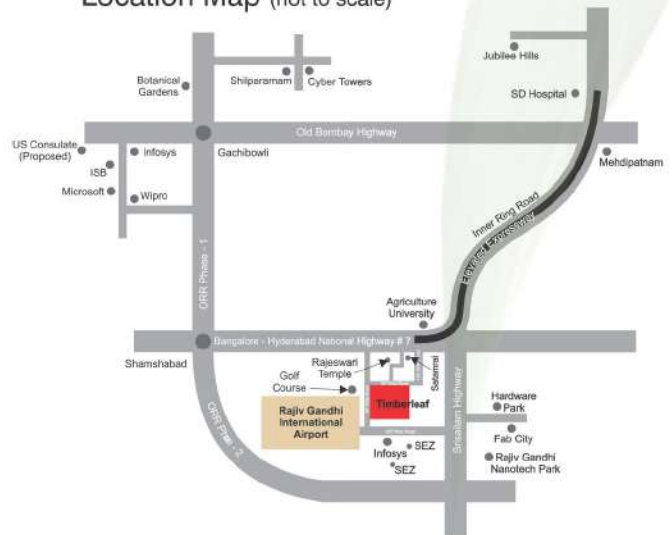 Location Map (not to scale)
Jubilee Hills
Botanical
Gardens
Shilparamam
Cyber Towers
SD Hospital
Old Bombay Highway
US Consulate
(Proposed)
infosys
Gachibowli
Mehdipatnam
ISB
Microsoft
Wipro
Inner Ring Road
Elevated Expressway
ORR Phase - 1
Agriculture
University
Bangalore - Hyderabad National Highway # 7
Shamshabad
Rajeswari
Temple
Satamrai
Golf
Course
Timberleaf
Rajiv Gandhi
International
Airport
Srisailam Highway
Hardware
Park
Fab City
ORR Phase - 2
Infosys
SEZ
SEZ
Rajiv Gandhi
Nanotech Park